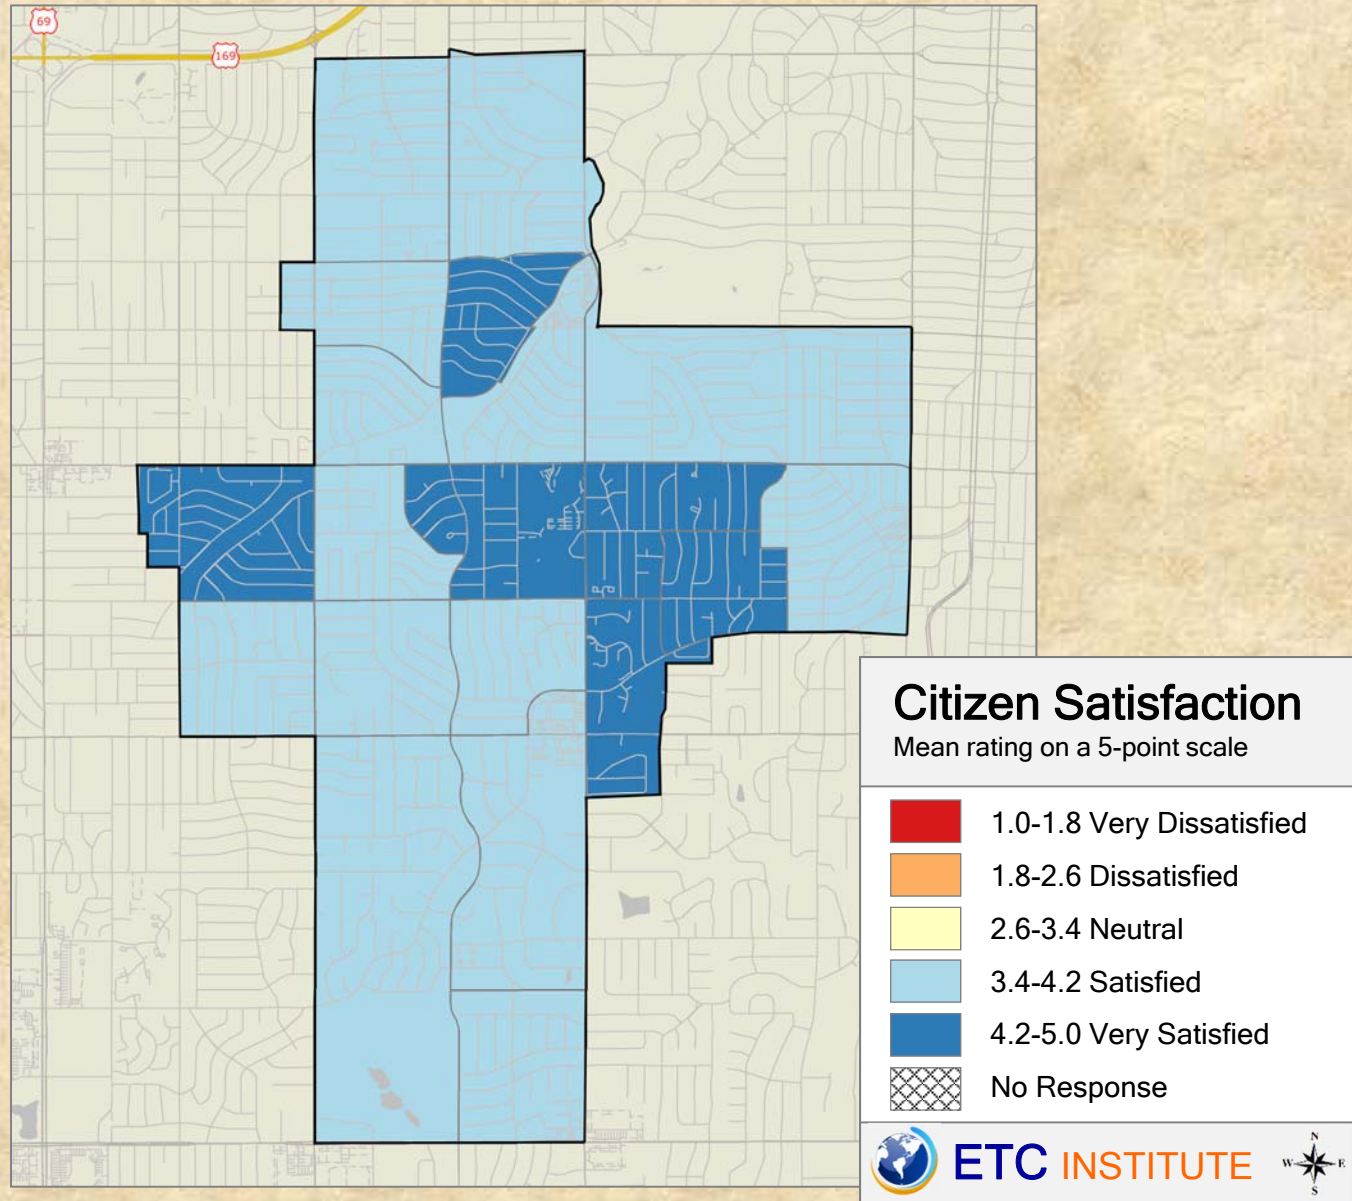 69
169
Citizen Satisfaction
Mean rating on a 5-point scale
1.0-1.8 Very Dissatisfied
1.8-2.6 Dissatisfied
2.6-3.4 Neutral
3.4-4.2 Satisfied
4.2-5.0 Very Satisfied
No Response
ETC INSTITUTE
N
W E
S